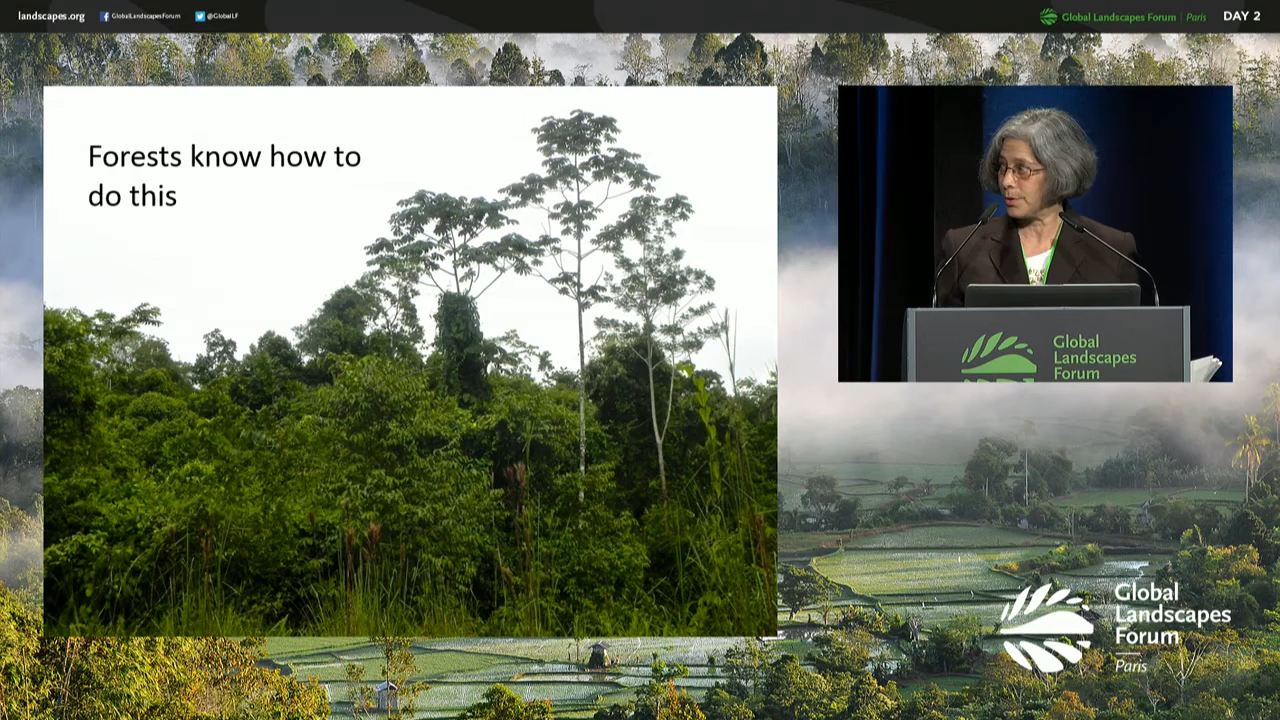 landscapes.org
GlobalLandscapesForum
@GlobalLF
Global Landscapes Forum | Paris
DAY 2
Forests know how to
do this
Global
Landscapes
Forum
Global
Landscapes
Forum
Paris